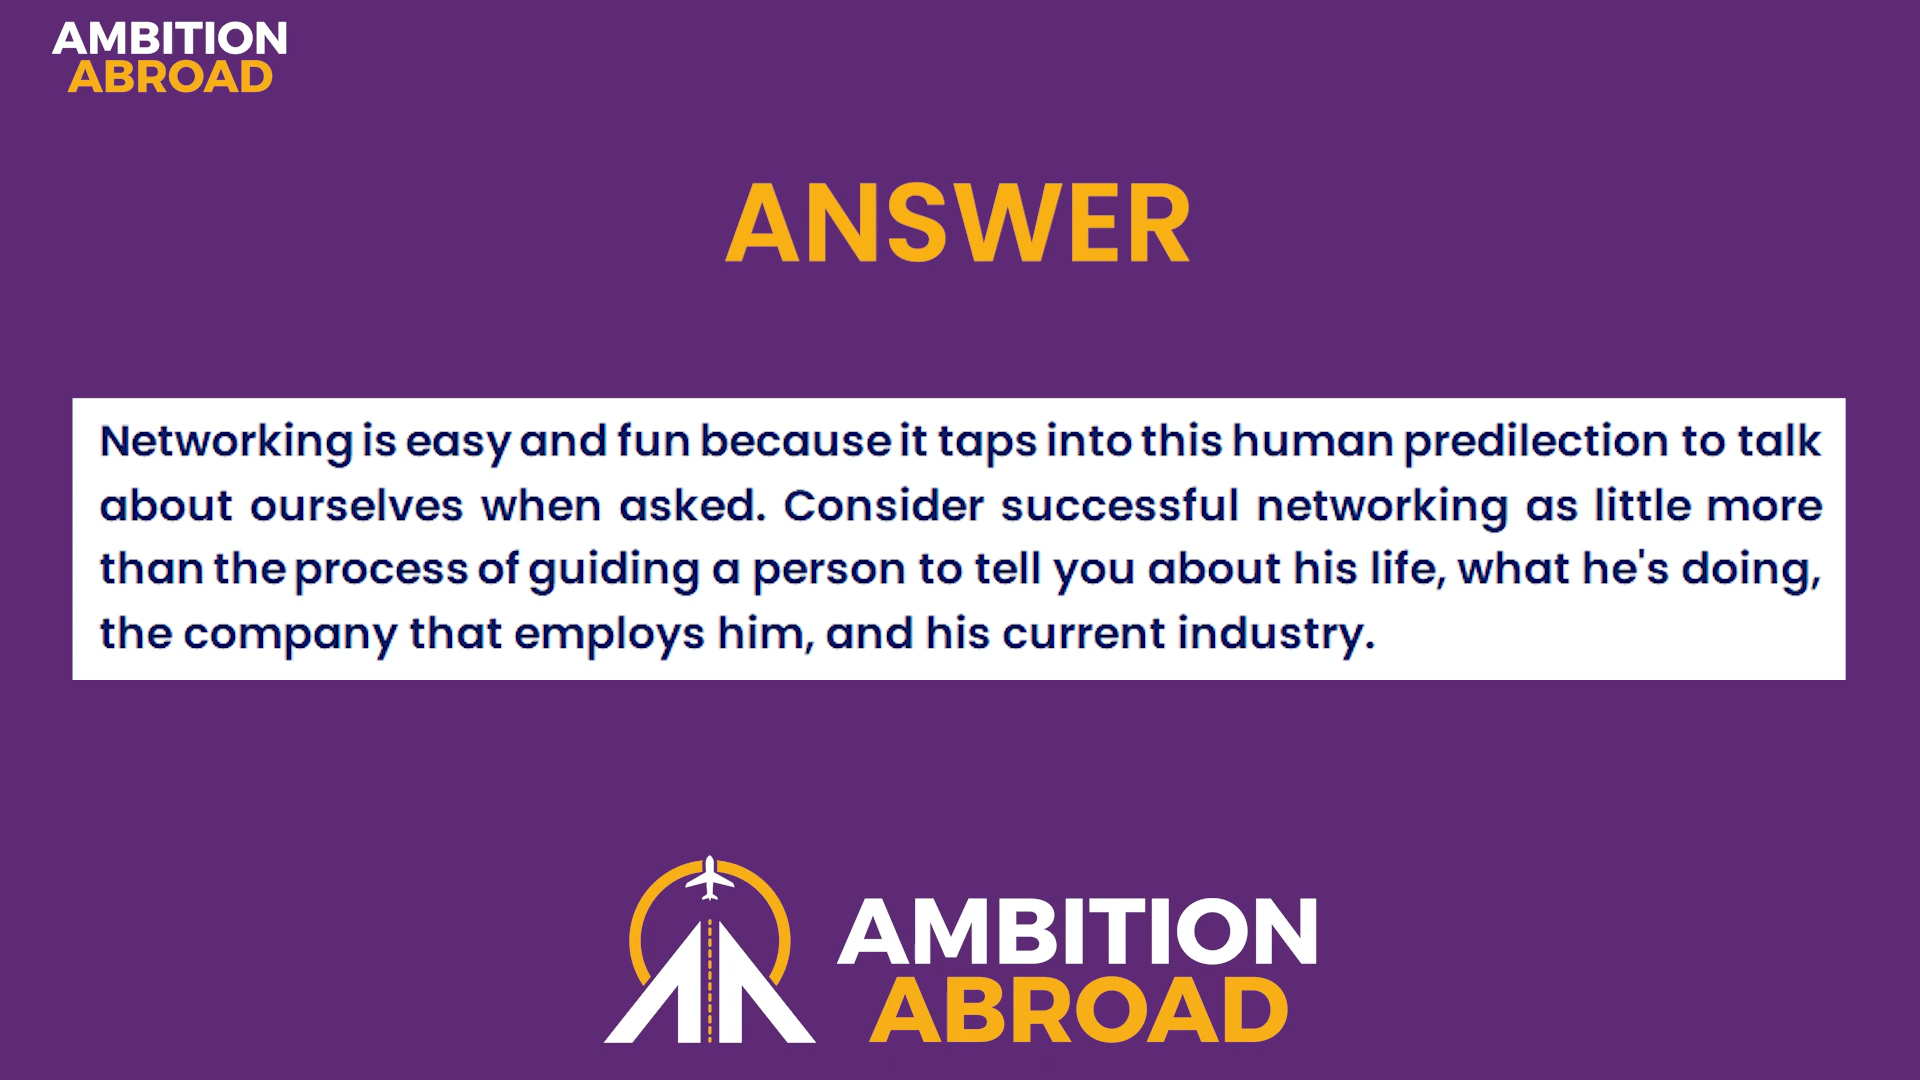 AMBITION
ABROAD
ANSWER
Networking is easy and fun because it taps into this human predilection to talk
about ourselves when asked. Consider successful networking as little more
than the process of guiding a person to tell you about his life, what he's doing,
the company that employs him, and his current industry.
AMBITION
ABROAD